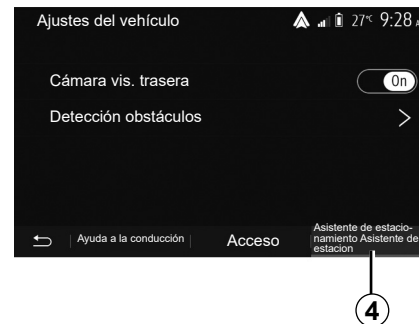 Ajustes del vehículo 27°C 9:28
Cámara vis. trasera On
Detección obstáculos
Ayuda a la conducción Acceso Asistente de estacio-
namiento Asistente de
estacion
4